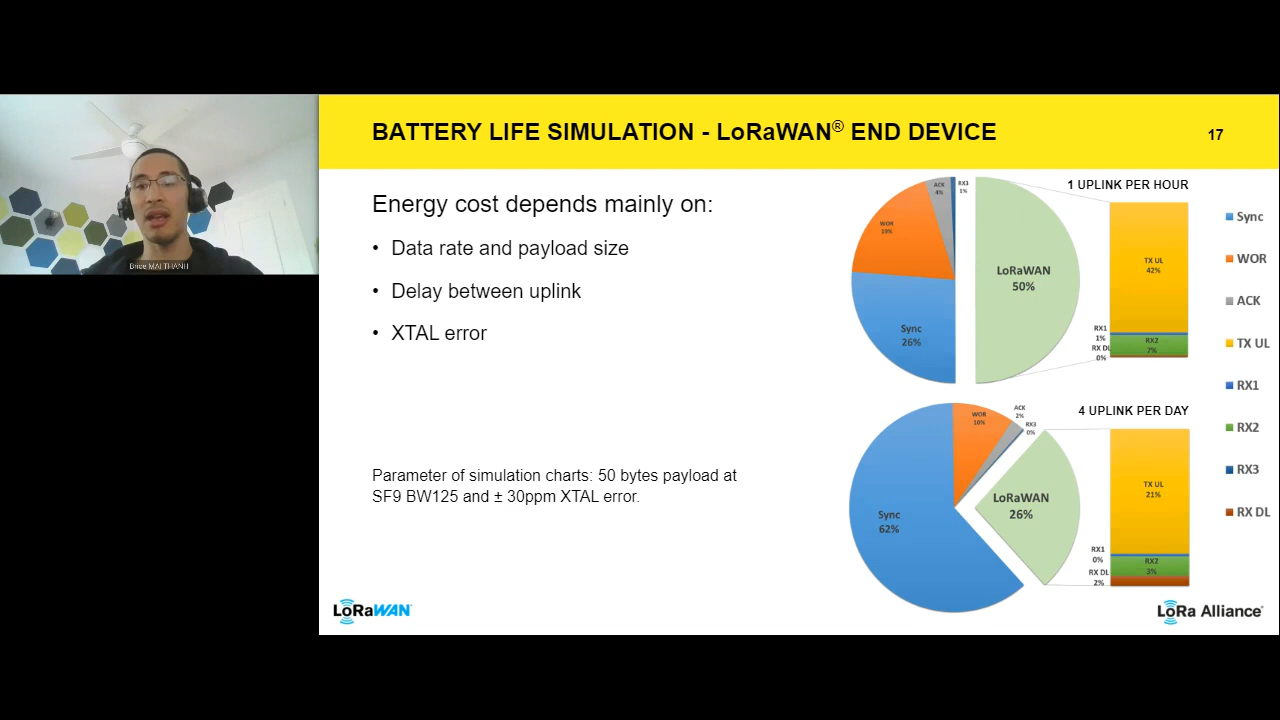 BATTERY LIFE SIMULATION - LoRaWAN® END DEVICE
17
Brice MAI THANH
Energy cost depends mainly on:
• Data rate and payload size
• Delay between uplink
• XTAL error
Parameter of simulation charts: 50 bytes payload at
SF9 BW125 and ± 30ppm XTAL error.
1 UPLINK PER HOUR
ACK
4%
RX3
1%
WOR
19%
Sync
26%
LoRaWAN
50%
TX UL
42%
RX1
1%
RX2
7%
RX DL
0%
4 UPLINK PER DAY
WOR
10%
ACK
2%
RX3
0%
Sync
62%
LoRaWAN
26%
TX UL
21%
RX1
0%
RX2
3%
RX DL
2%
Sync
WOR
ACK
TX UL
RX1
RX2
RX3
RX DL
LoRaWAN
LoRa Alliance